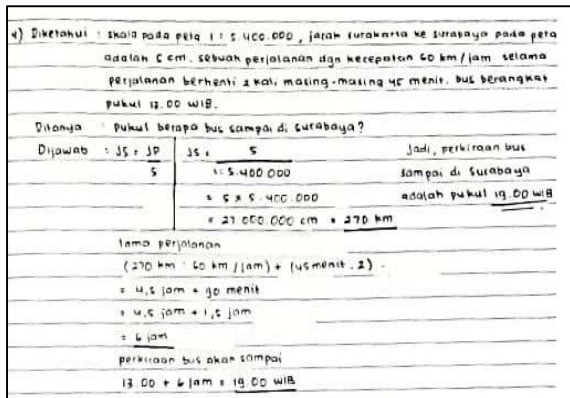 4) Diketahui : skala pada peta 1 : 5.400.000, jarak surakarta ke surabaya pada peta
adalah 5 cm. sebuah perjalanan dgn kecepatan 60 km/jam selama
perjalanan berhenti 2 kali, masing-masing 45 menit. bus berangkat
pukul 13.00 WIB.
Ditanya : Pukul berapa bus sampai di surabaya?
Dijawab : JS = JP / S
JS = 5 / 1:5.400 000
= 5 x 5.400.000
= 27.000.000 cm = 270 km
Jadi, perkiraan bus
sampai di surabaya
adalah pukul 19.00 WIB
lama perjalanan
(270 km : 60 km / jam) + (45 menit . 2) .
= 4,5 jam + 90 menit
= 4,5 jam + 1,5 jam
= 6 jam
perkiraan bus akan sampai
13.00 + 6 jam = 19.00 WIB